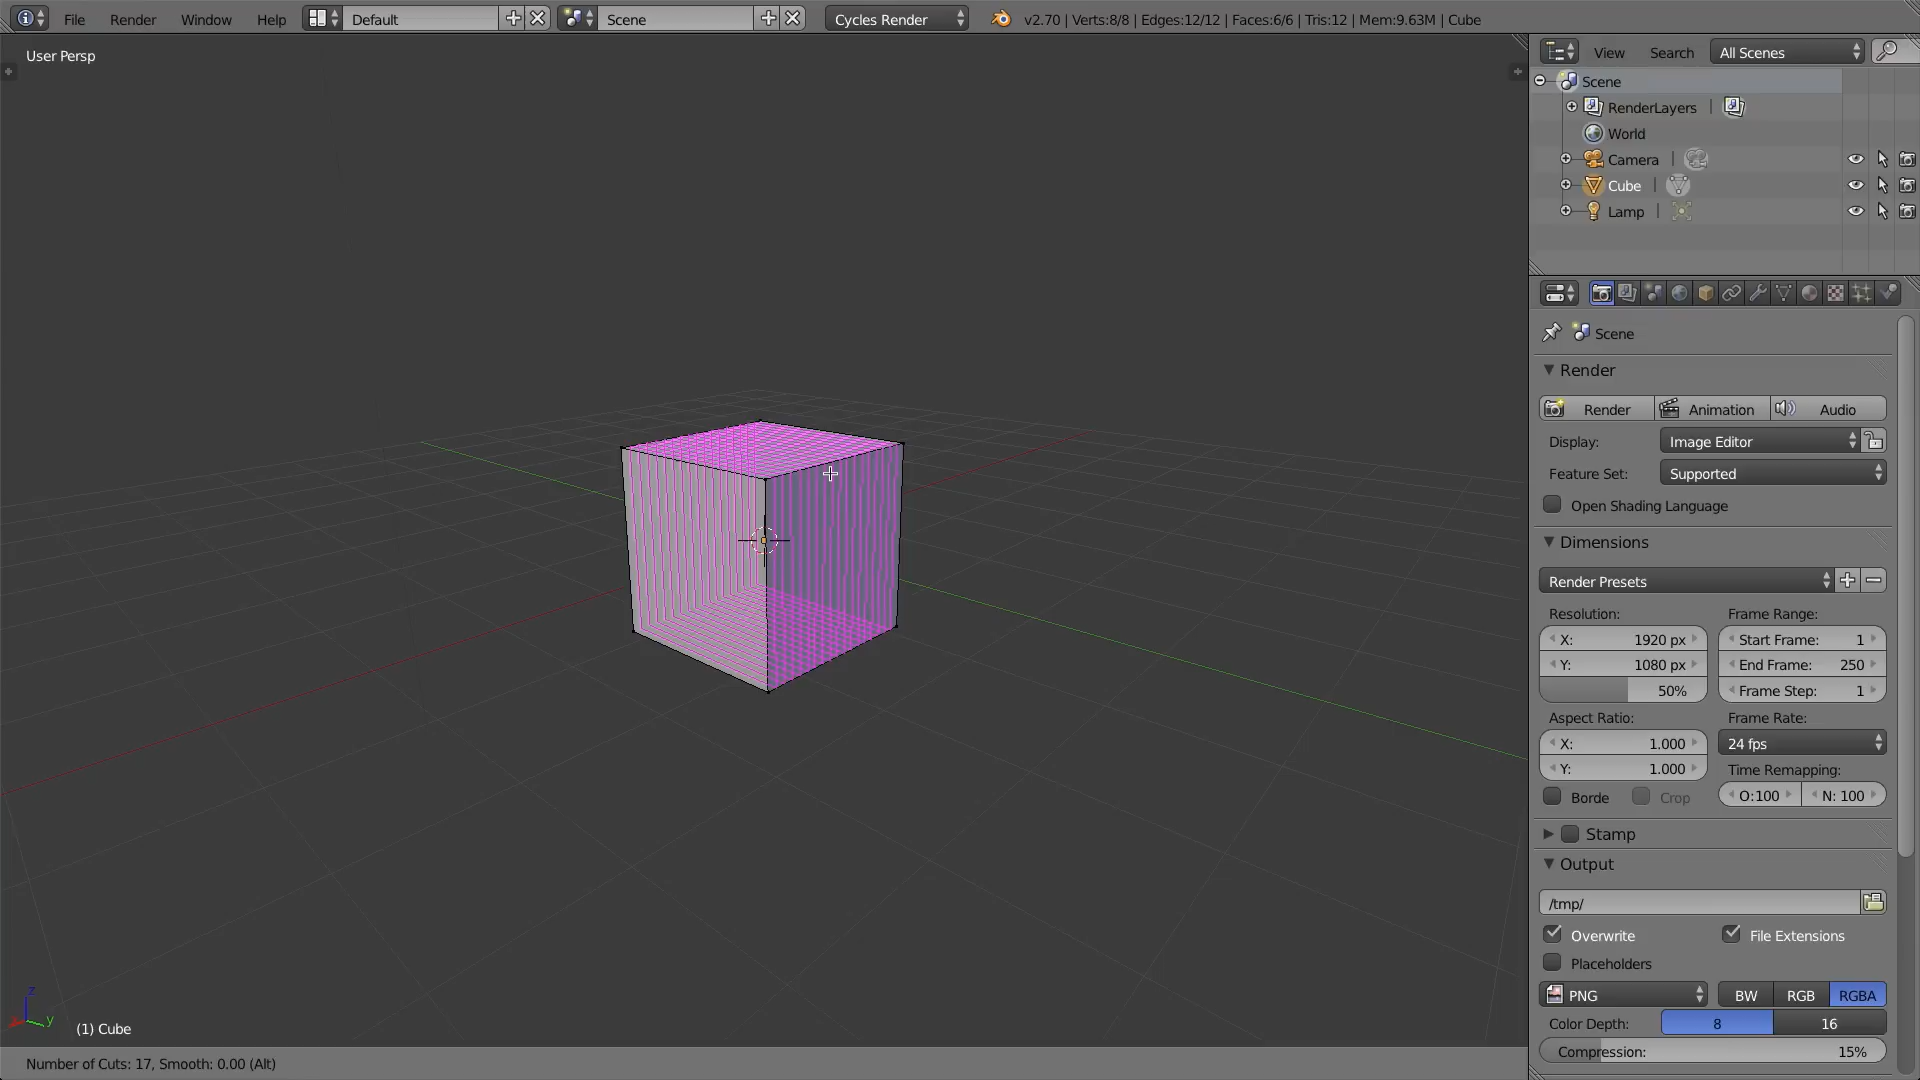 File Render Window Help Default Scene Cycles Render v2.70 | Verts:8/8 | Edges:12/12 | Faces:6/6 | Tris:12 | Mem:9.63M | Cube
User Persp
View Search All Scenes
Scene
RenderLayers |
World
Camera |
Cube |
Lamp |
Scene
Render
Render Animation Audio
Display: Image Editor
Feature Set: Supported
Open Shading Language
Dimensions
Render Presets
Resolution: Frame Range:
X: 1920 px Start Frame: 1
Y: 1080 px End Frame: 250
50% Frame Step: 1
Aspect Ratio: Frame Rate:
X: 1.000 24 fps
Y: 1.000 Time Remapping:
Borde Crop O:100 N: 100
Stamp
Output
/tmp/
Overwrite File Extensions
Placeholders
PNG BW RGB RGBA
Color Depth: 8 16
Compression: 15%
z
y
(1) Cube
Number of Cuts: 17, Smooth: 0.00 (Alt)